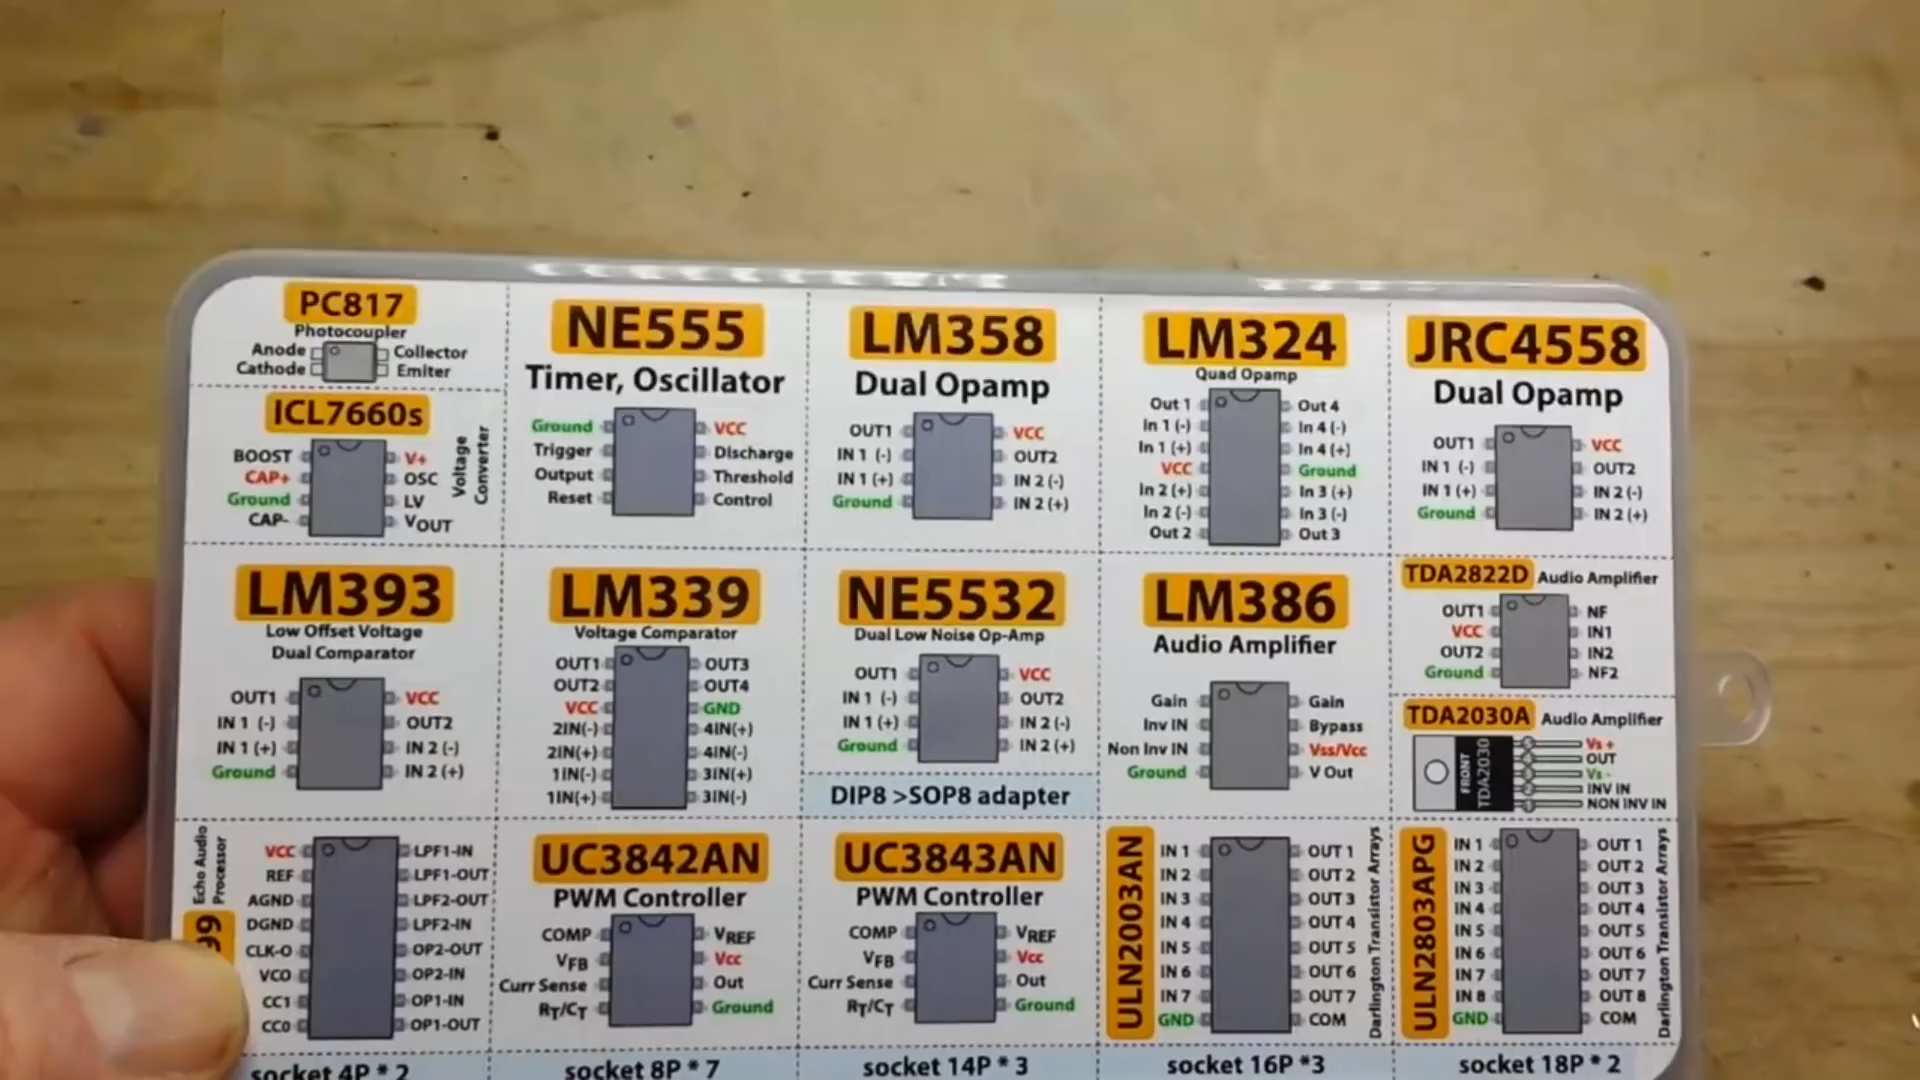 PC817
Photocoupler
Anode
Cathode
Collector
Emiter
ICL7660s
BOOST
CAP+
Ground
CAP-
V+
OSC
LV
VOUT
Voltage
Converter
NE555
Timer, Oscillator
Ground
Trigger
Output
Reset
VCC
Discharge
Threshold
Control
LM358
Dual Opamp
OUT1
IN 1 (-)
IN 1 (+)
Ground
VCC
OUT2
IN 2 (-)
IN 2 (+)
LM324
Quad Opamp
Out 1
In 1 (-)
In 1 (+)
VCC
In 2 (+)
In 2 (-)
Out 2
Out 4
In 4 (-)
In 4 (+)
Ground
In 3 (+)
In 3 (-)
Out 3
JRC4558
Dual Opamp
OUT1
IN 1 (-)
IN 1 (+)
Ground
VCC
OUT2
IN 2 (-)
IN 2 (+)
LM393
Low Offset Voltage
Dual Comparator
OUT1
IN 1 (-)
IN 1 (+)
Ground
VCC
OUT2
IN 2 (-)
IN 2 (+)
LM339
Voltage Comparator
OUT1
OUT2
VCC
2IN(-)
2IN(+)
1IN(-)
1IN(+)
OUT3
OUT4
GND
4IN(+)
4IN(-)
3IN(+)
3IN(-)
NE5532
Dual Low Noise Op-Amp
OUT1
IN 1 (-)
IN 1 (+)
Ground
VCC
OUT2
IN 2 (-)
IN 2 (+)
DIP8 >SOP8 adapter
LM386
Audio Amplifier
Gain
Inv IN
Non Inv IN
Ground
Gain
Bypass
Vss/Vcc
V Out
TDA2822D Audio Amplifier
OUT1
VCC
OUT2
Ground
NF
IN1
IN2
NF2
TDA2030A Audio Amplifier
FRONT
TDA2030
Vs +
OUT
Vs -
INV IN
NON INV IN
Echo Audio
Processor
99
VCC
REF
AGND
DGND
CLK-O
VCO
CC1
CC0
LPF1-IN
LPF1-OUT
LPF2-OUT
LPF2-IN
OP2-OUT
OP2-IN
OP1-IN
OP1-OUT
UC3842AN
PWM Controller
COMP
VFB
Curr Sense
RT/CT
VREF
Vcc
Out
Ground
UC3843AN
PWM Controller
COMP
VFB
Curr Sense
RT/CT
VREF
Vcc
Out
Ground
ULN2003AN
IN 1
IN 2
IN 3
IN 4
IN 5
IN 6
IN 7
GND
OUT 1
OUT 2
OUT 3
OUT 4
OUT 5
OUT 6
OUT 7
COM
Darlington Transistor Arrays
ULN2803APG
IN 1
IN 2
IN 3
IN 4
IN 5
IN 6
IN 7
IN 8
GND
OUT 1
OUT 2
OUT 3
OUT 4
OUT 5
OUT 6
OUT 7
OUT 8
COM
Darlington Transistor Arrays
socket 4P * 2
socket 8P * 7
socket 14P * 3
socket 16P *3
socket 18P * 2